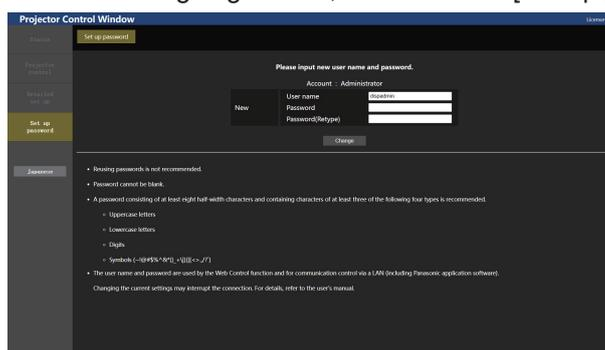 Projector Control Window
License
Status
Set up password
Projector
control
Detailed
set up
Set up
password
Japanese
Please input new user name and password.
Account : Administrator
New
User name
dispadmin
Password
Password(Retype)
Change
• Reusing passwords is not recommended.
• Password cannot be blank.
• A password consisting of at least eight half-width characters and containing characters of at least three of the following four types is recommended.
○ Uppercase letters
○ Lowercase letters
○ Digits
○ Symbols
• The user name and password are used by the Web Control function and for communication control via a LAN (including Panasonic application software).
Changing the current settings may interrupt the connection. For details, refer to the user's manual.